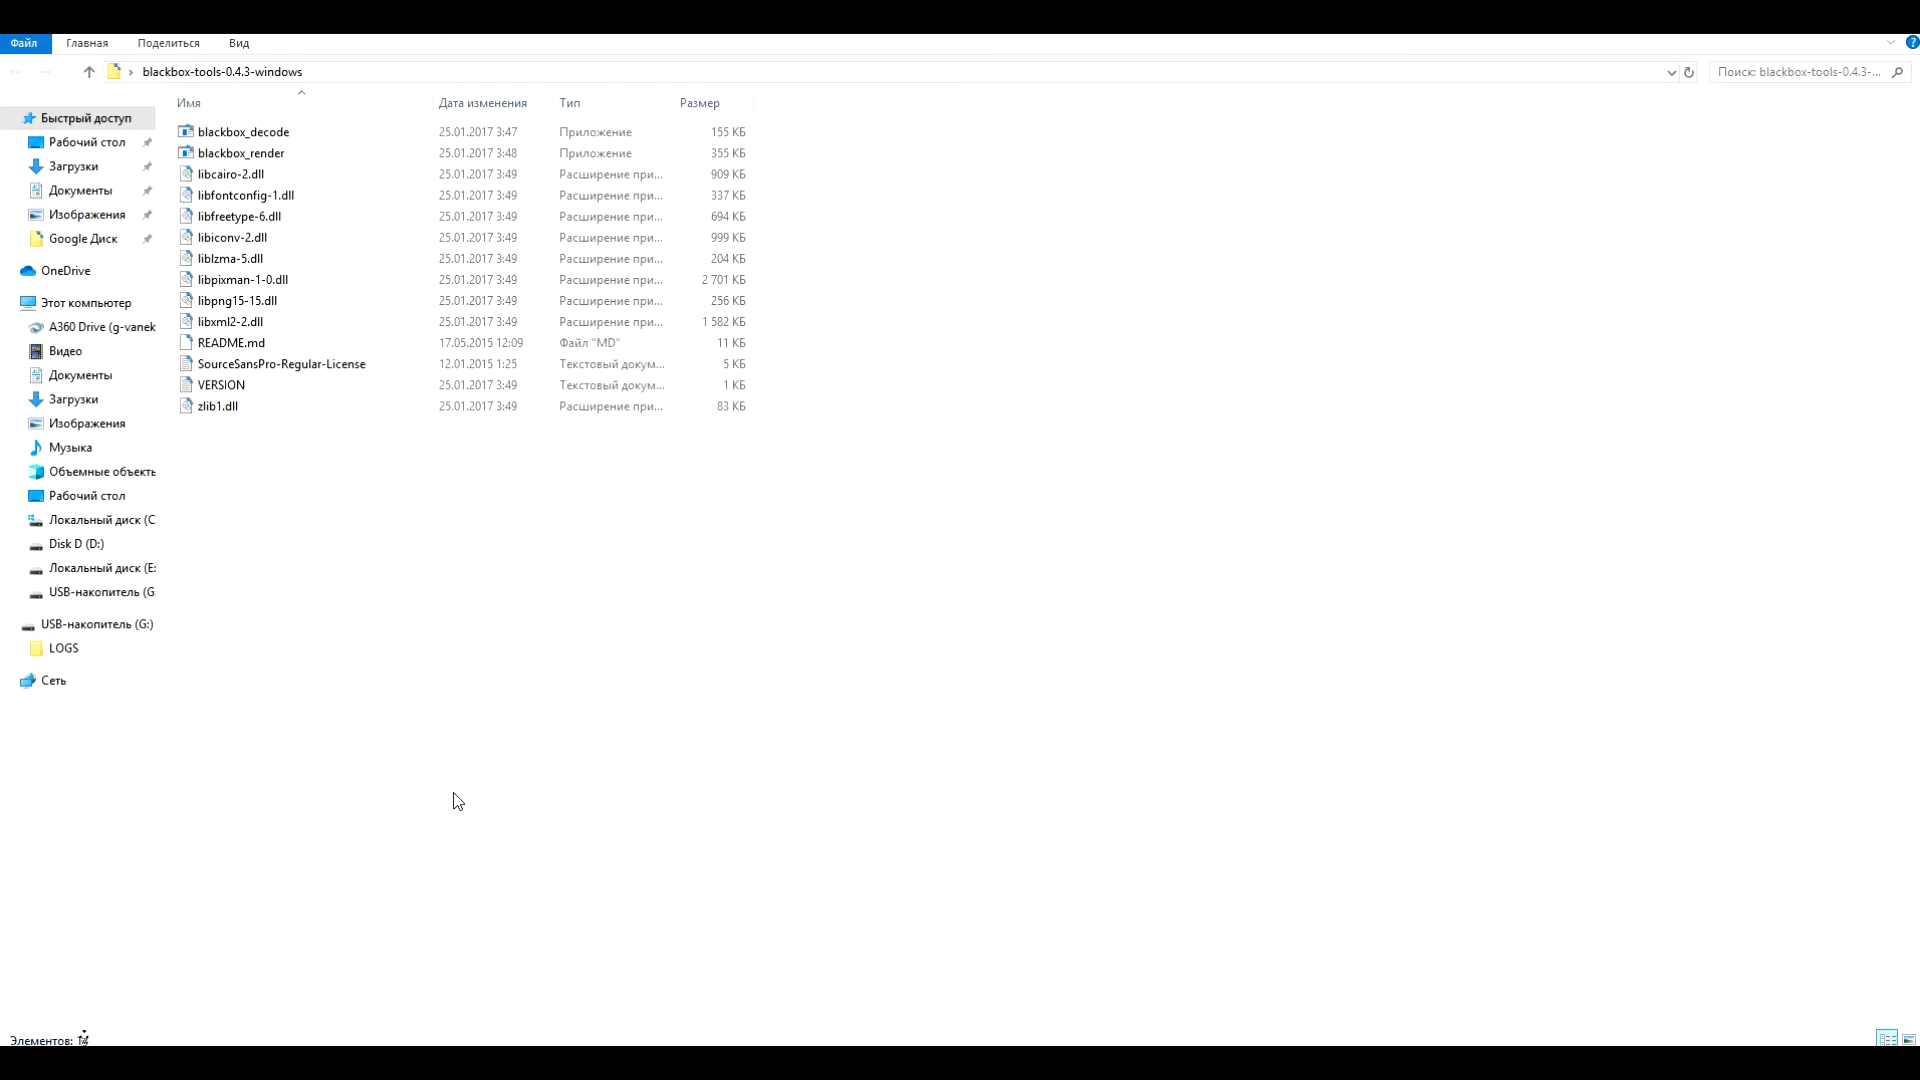 Файл Главная Поделиться Вид
blackbox-tools-0.4.3-windows Поиск: blackbox-tools-0.4.3-...
Имя Дата изменения Тип Размер
blackbox_decode 25.01.2017 3:47 Приложение 155 КБ
blackbox_render 25.01.2017 3:48 Приложение 355 КБ
libcairo-2.dll 25.01.2017 3:49 Расширение при... 909 КБ
libfontconfig-1.dll 25.01.2017 3:49 Расширение при... 337 КБ
libfreetype-6.dll 25.01.2017 3:49 Расширение при... 694 КБ
libiconv-2.dll 25.01.2017 3:49 Расширение при... 999 КБ
liblzma-5.dll 25.01.2017 3:49 Расширение при... 204 КБ
libpixman-1-0.dll 25.01.2017 3:49 Расширение при... 2 701 КБ
libpng15-15.dll 25.01.2017 3:49 Расширение при... 256 КБ
libxml2-2.dll 25.01.2017 3:49 Расширение при... 1 582 КБ
README.md 17.05.2015 12:09 Файл "MD" 11 КБ
SourceSansPro-Regular-License 12.01.2015 1:25 Текстовый докум... 5 КБ
VERSION 25.01.2017 3:49 Текстовый докум... 1 КБ
zlib1.dll 25.01.2017 3:49 Расширение при... 83 КБ
Быстрый доступ
Рабочий стол
Загрузки
Документы
Изображения
Google Диск
OneDrive
Этот компьютер
A360 Drive (g-vanek
Видео
Документы
Загрузки
Изображения
Музыка
Объемные объекты
Рабочий стол
Локальный диск (C
Disk D (D:)
Локальный диск (E:
USB-накопитель (G
USB-накопитель (G:)
LOGS
Сеть
Элементов: